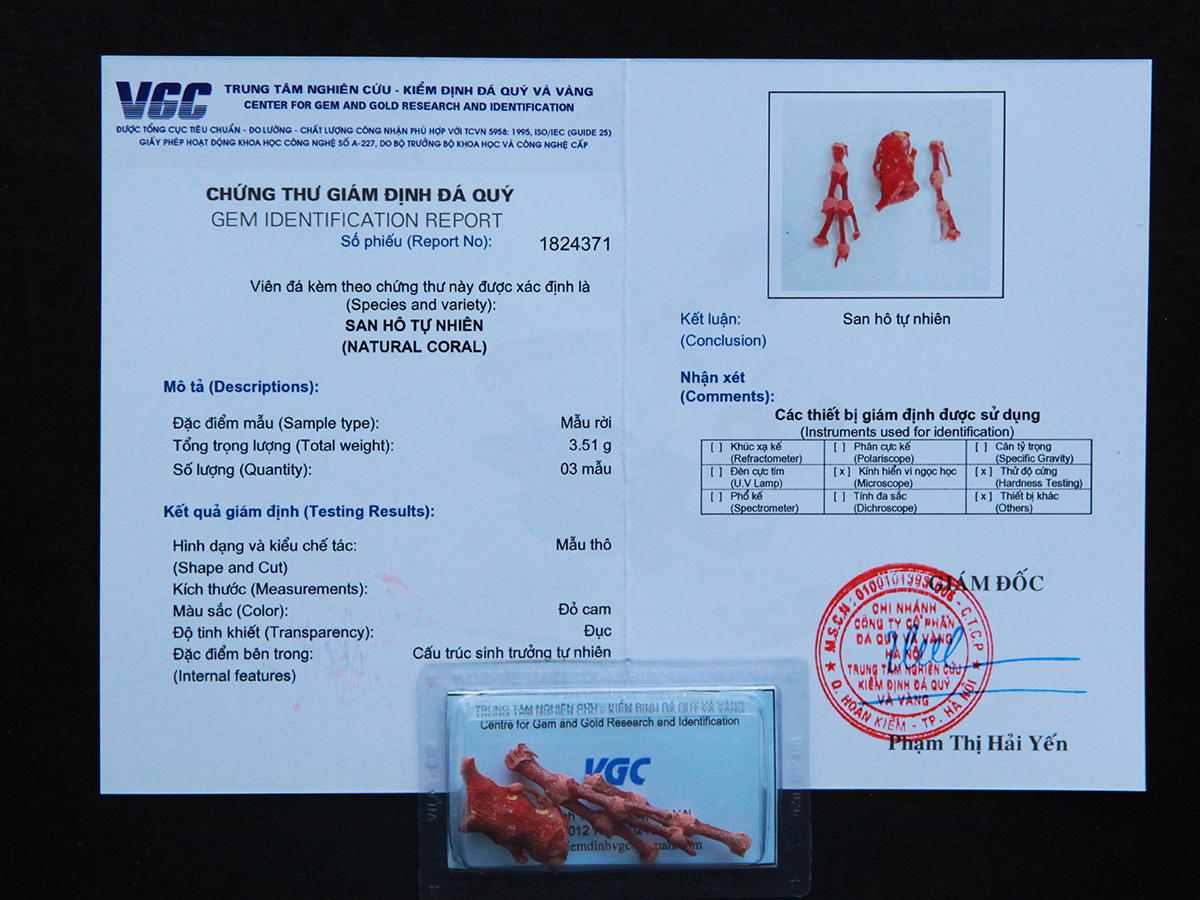 VGC
TRUNG TÂM NGHIÊN CỨU - KIỂM ĐỊNH ĐÁ QUÝ VÀ VÀNG
CENTER FOR GEM AND GOLD RESEARCH AND IDENTIFICATION
ĐƯỢC TỔNG CỤC TIÊU CHUẨN - ĐO LƯỜNG - CHẤT LƯỢNG CÔNG NHẬN PHÙ HỢP VỚI TCVN 5958: 1995, ISO/IEC (GUIDE 25)
GIẤY PHÉP HOẠT ĐỘNG KHOA HỌC CÔNG NGHỆ SỐ A-227, DO BỘ TRƯỞNG BỘ KHOA HỌC VÀ CÔNG NGHỆ CẤP
CHỨNG THƯ GIÁM ĐỊNH ĐÁ QUÝ
GEM IDENTIFICATION REPORT
Số phiếu (Report No): 1824371
Viên đá kèm theo chứng thư này được xác định là
(Species and variety):
SAN HÔ TỰ NHIÊN
(NATURAL CORAL)
Mô tả (Descriptions):
Đặc điểm mẫu (Sample type): Mẫu rời
Tổng trọng lượng (Total weight): 3.51 g
Số lượng (Quantity): 03 mẫu
Kết quả giám định (Testing Results):
Hình dạng và kiểu chế tác: Mẫu thô
(Shape and Cut)
Kích thước (Measurements):
Màu sắc (Color): Đỏ cam
Độ tinh khiết (Transparency): Đục
Đặc điểm bên trong: Cấu trúc sinh trưởng tự nhiên
(Internal features)
Kết luận: San hô tự nhiên
(Conclusion)
Nhận xét
(Comments):
Các thiết bị giám định được sử dụng
(Instruments used for identification)
[ ] Khúc xạ kế [ ] Phân cực kế [ ] Cân tỷ trọng
(Refractometer) (Polariscope) (Specific Gravity)
[ ] Đèn cực tím [x] Kính hiển vi ngọc học [x] Thử độ cứng
(U.V Lamp) (Microscope) (Hardness Testing)
[ ] Phổ kế [ ] Tính đa sắc [x] Thiết bị khác
(Spectrometer) (Dichroscope) (Others)
GIÁM ĐỐC
C.T.C.P
CHI NHÁNH
CÔNG TY CỔ PHẦN
ĐÁ QUÝ VÀ VÀNG
HÀ NỘI
TRUNG TÂM NGHIÊN CỨU
KIỂM ĐỊNH ĐÁ QUÝ
VÀ VÀNG
Q. HOÀN KIẾM - TP. HÀ NỘI
Phạm Thị Hải Yến
TRUNG TÂM NGHIÊN CỨU - KIỂM ĐỊNH ĐÁ QUÝ VÀ VÀNG
Centre for Gem and Gold Research and Identification
VGC